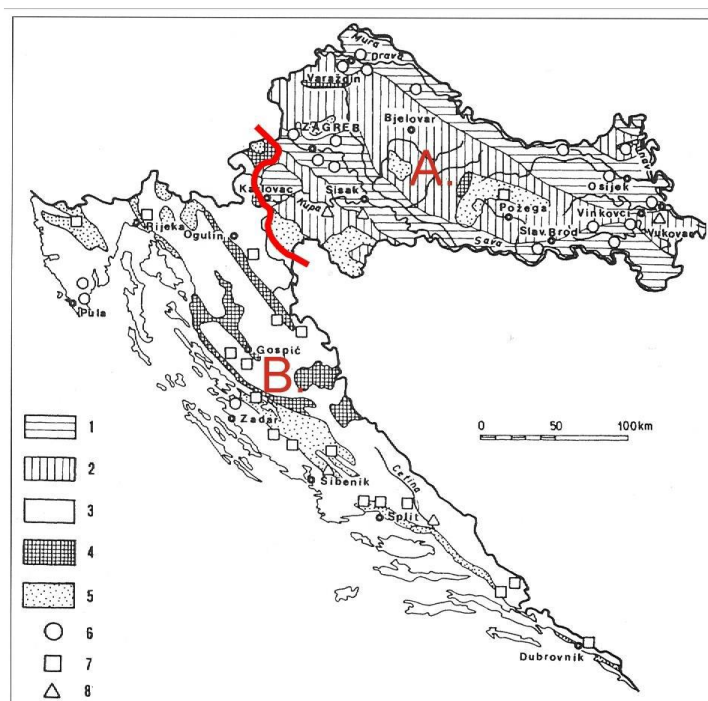 Mura
Drava
Varaždin
ZAGREB
Bjelovar
A.
Karlovac
Sisak
Kupa
Osijek
Dunav
Požega
Vinkovci
Vukovar
Slav. Brod
Sava
Rijeka
Ogulin
Pula
Gospić
B.
Zadar
0 50 100km
Cetina
Šibenik
Split
Dubrovnik
1
2
3
4
5
6
7
8